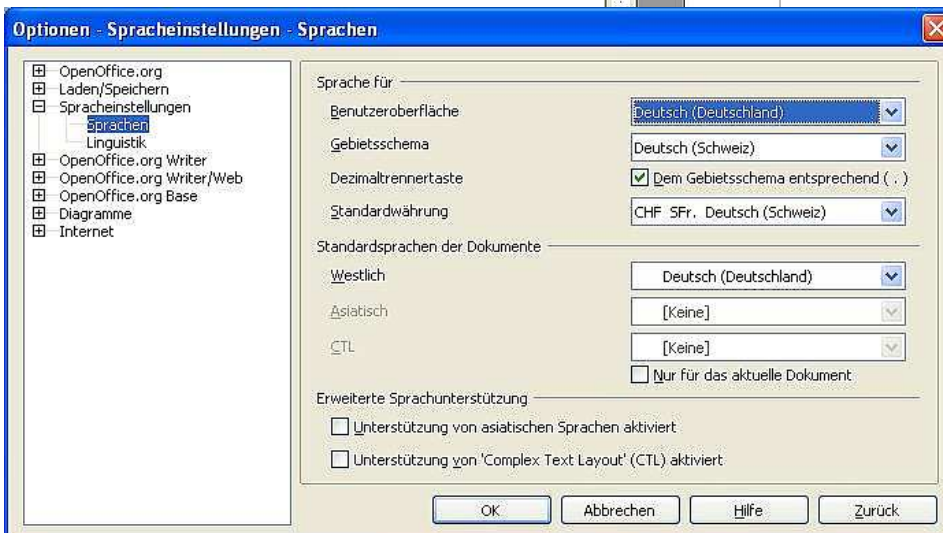 Optionen - Spracheinstellungen - Sprachen
OpenOffice.org
Laden/Speichern
Spracheinstellungen
Sprachen
Linguistik
OpenOffice.org Writer
OpenOffice.org Writer/Web
OpenOffice.org Base
Diagramme
Internet
Sprache für
Benutzeroberfläche
Deutsch (Deutschland)
Gebietsschema
Deutsch (Schweiz)
Dezimaltrennertaste
Dem Gebietsschema entsprechend ( . )
Standardwährung
CHF SFr. Deutsch (Schweiz)
Standardsprachen der Dokumente
Westlich
Deutsch (Deutschland)
Asiatisch
[Keine]
CTL
[Keine]
Nur für das aktuelle Dokument
Erweiterte Sprachunterstützung
Unterstützung von asiatischen Sprachen aktiviert
Unterstützung von 'Complex Text Layout' (CTL) aktiviert
OK
Abbrechen
Hilfe
Zurück